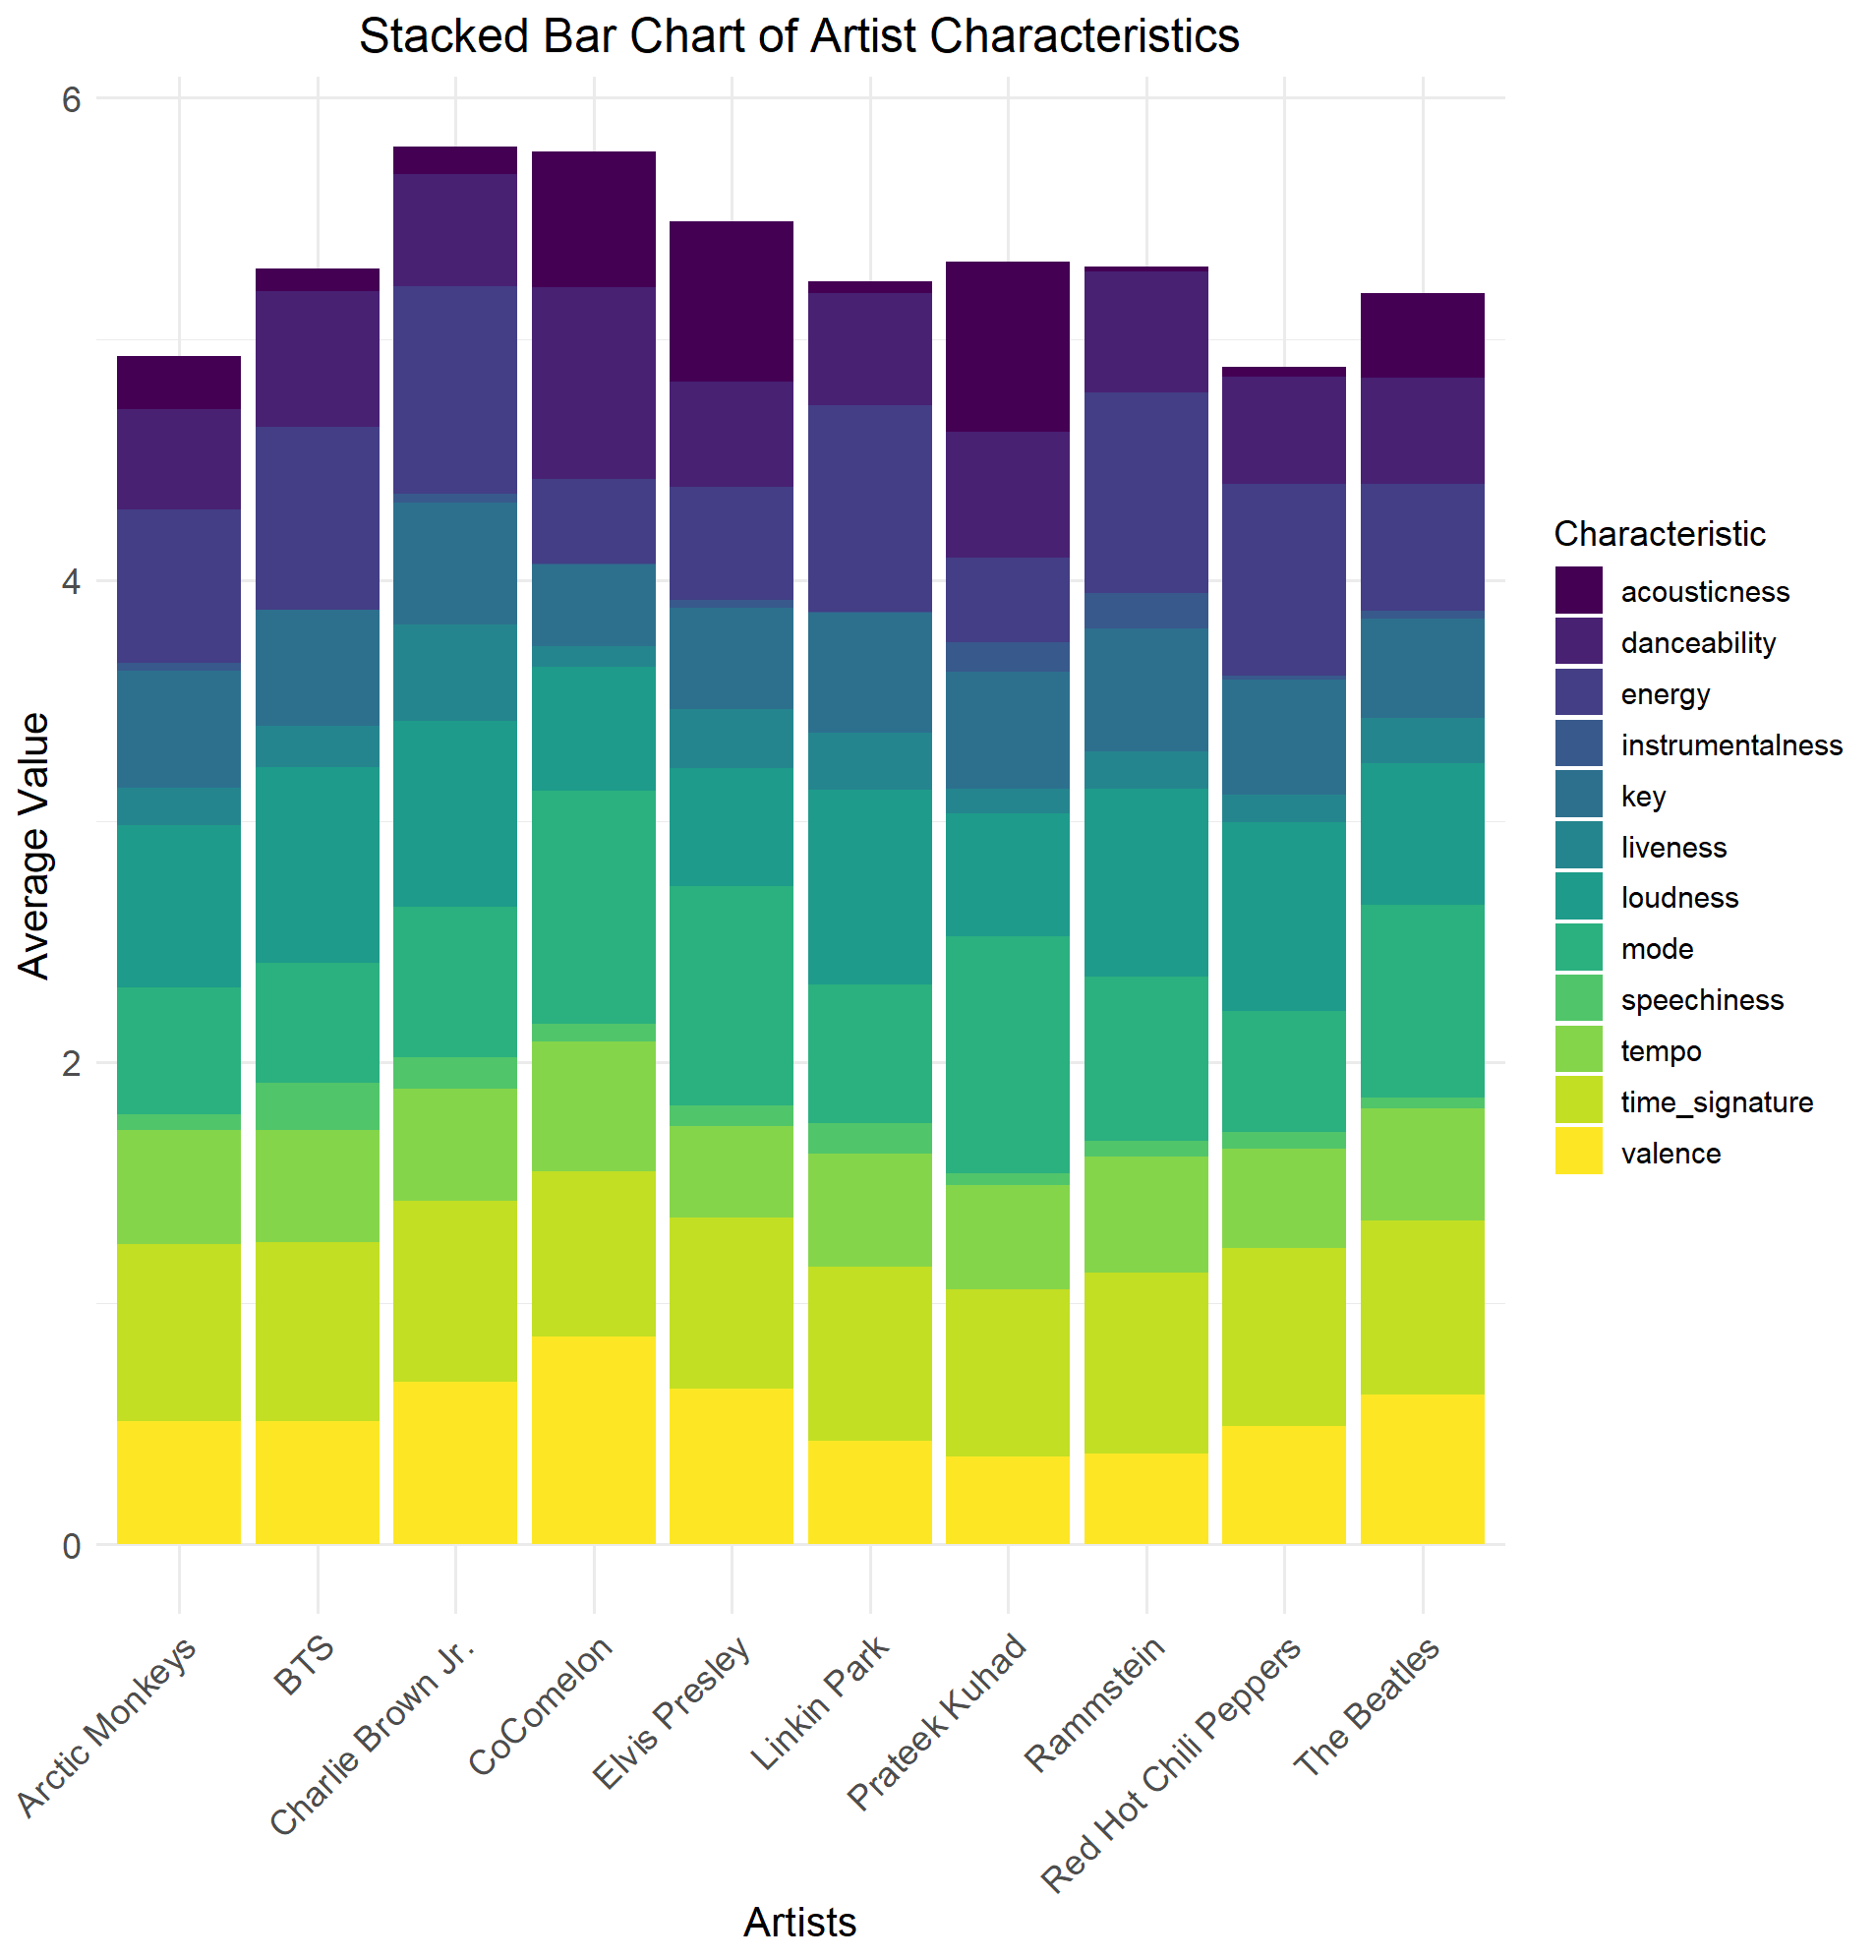 Stacked Bar Chart of Artist Characteristics
6
4
2
0
Average Value
Arctic Monkeys
BTS
Charlie Brown Jr.
CoComelon
Elvis Presley
Linkin Park
Prateek Kuhad
Rammstein
Red Hot Chili Peppers
The Beatles
Artists
Characteristic
acousticness
danceability
energy
instrumentalness
key
liveness
loudness
mode
speechiness
tempo
time_signature
valence